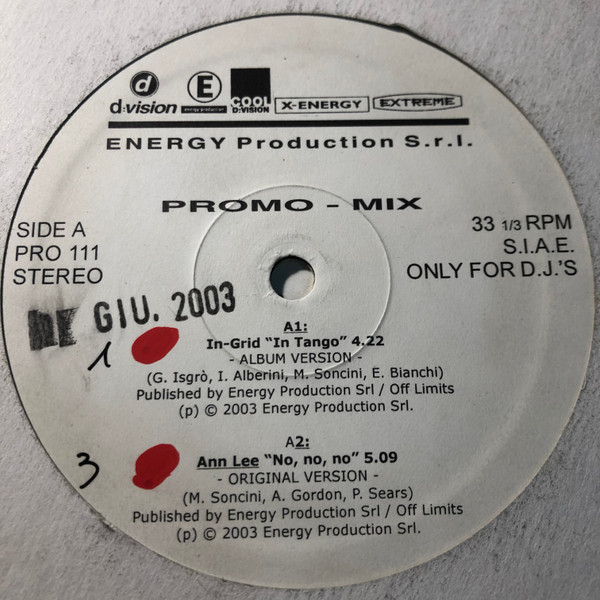 d
E
d:vision
energy production
COOL
D:VISION
X-ENERGY
EXTREME
ENERGY Production S.r.l.
PROMO - MIX
SIDE A
PRO 111
STEREO
33 1/3 RPM
S.I.A.E.
ONLY FOR D.J.'S
GIU. 2003
1
A1:
In-Grid "In Tango" 4.22
- ALBUM VERSION -
(G. Isgrò, I. Alberini, M. Soncini, E. Bianchi)
Published by Energy Production Srl / Off Limits
(p) © 2003 Energy Production Srl.
3
A2:
Ann Lee "No, no, no" 5.09
- ORIGINAL VERSION -
(M. Soncini, A. Gordon, P. Sears)
Published by Energy Production Srl / Off Limits
(p) © 2003 Energy Production Srl.